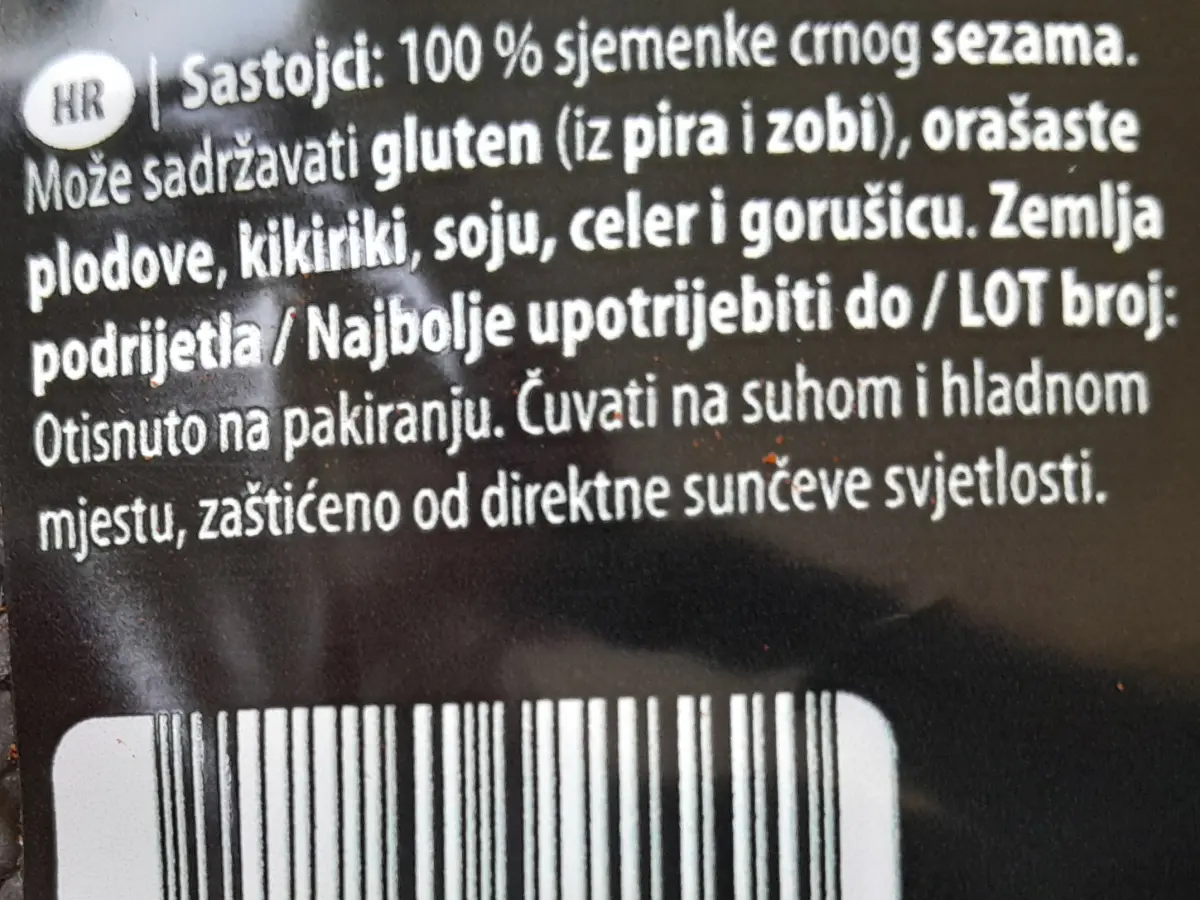 HR | Sastojci: 100 % sjemenke crnog sezama.
Može sadržavati gluten (iz pira i zobi), orašaste
plodove, kikiriki, soju, celer i gorušicu. Zemlja
podrijetla / Najbolje upotrijebiti do / LOT broj:
Otisnuto na pakiranju. Čuvati na suhom i hladnom
mjestu, zaštićeno od direktne sunčeve svjetlosti.